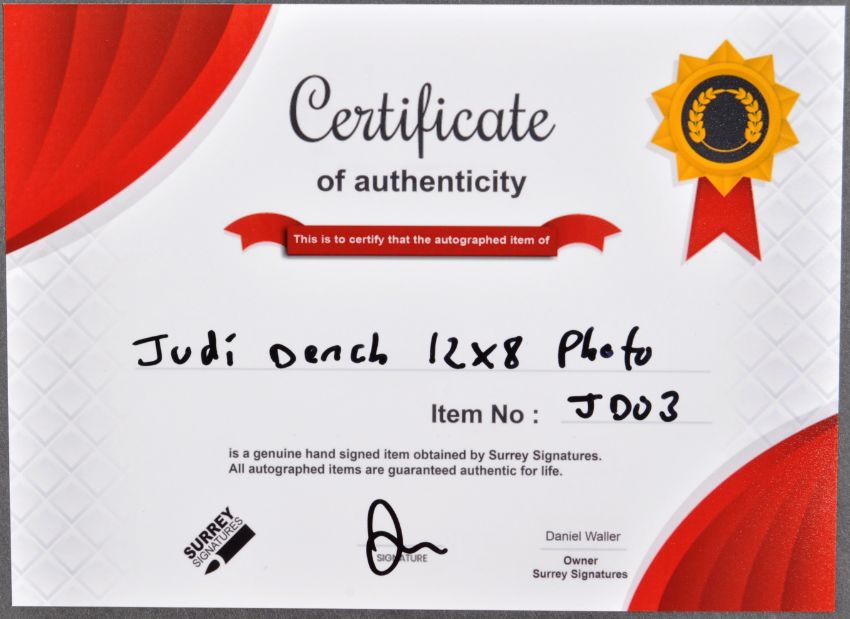 Certificate
of authenticity
This is to certify that the autographed item of
Judi Dench 12x8 Photo
Item No : JD03
is a genuine hand signed item obtained by Surrey Signatures.
All autographed items are guaranteed authentic for life.
SURREY
SIGNATURES
SIGNATURE
Daniel Waller
Owner
Surrey Signatures